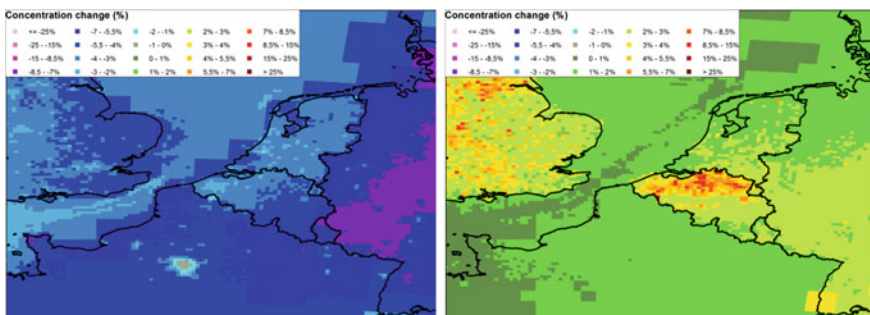 Concentration change (%)
<= -25% -7 - -5,5% -2 - -1% 2% - 3% 7% - 8,5%
-25 - -15% -5,5 - -4% -1 - 0% 3% - 4% 8,5% - 15%
-15 - -8,5% -4 - -3% 0 - 1% 4% - 5,5% 15% - 25%
-8,5 - -7% -3 - -2% 1% - 2% 5,5% - 7% > 25%
Concentration change (%)
<= -25% -7 - -5,5% -2 - -1% 2% - 3% 7% - 8,5%
-25 - -15% -5,5 - -4% -1 - 0% 3% - 4% 8,5% - 15%
-15 - -8,5% -4 - -3% 0 - 1% 4% - 5,5% 15% - 25%
-8,5 - -7% -3 - -2% 1% - 2% 5,5% - 7% > 25%